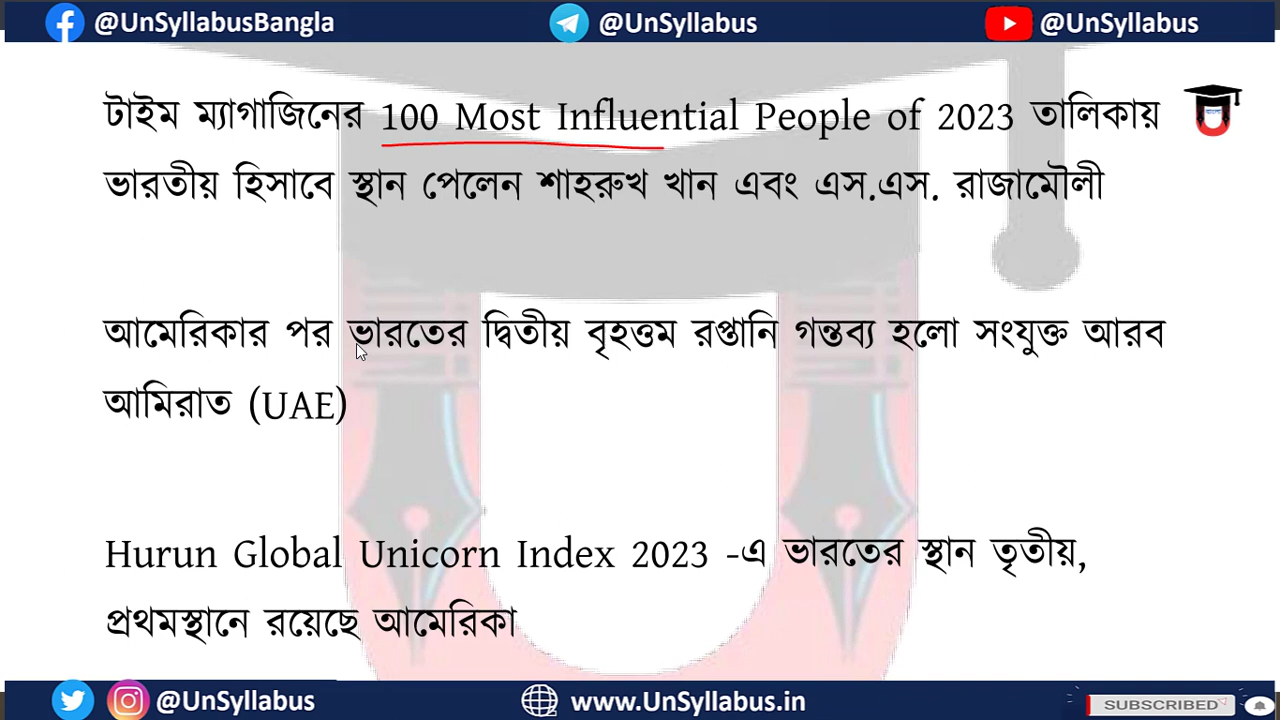 @UnSyllabusBangla @UnSyllabus @UnSyllabus
টাইম ম্যাগাজিনের 100 Most Influential People of 2023 তালিকায়
ভারতীয় হিসাবে স্থান পেলেন শাহরুখ খান এবং এস.এস. রাজামৌলী
আমেরিকার পর ভারতের দ্বিতীয় বৃহত্তম রপ্তানি গন্তব্য হলো সংযুক্ত আরব
আমিরাত (UAE)
Hurun Global Unicorn Index 2023 -এ ভারতের স্থান তৃতীয়,
প্রথমস্থানে রয়েছে আমেরিকা
@UnSyllabus www.UnSyllabus.in SUBSCRIBED